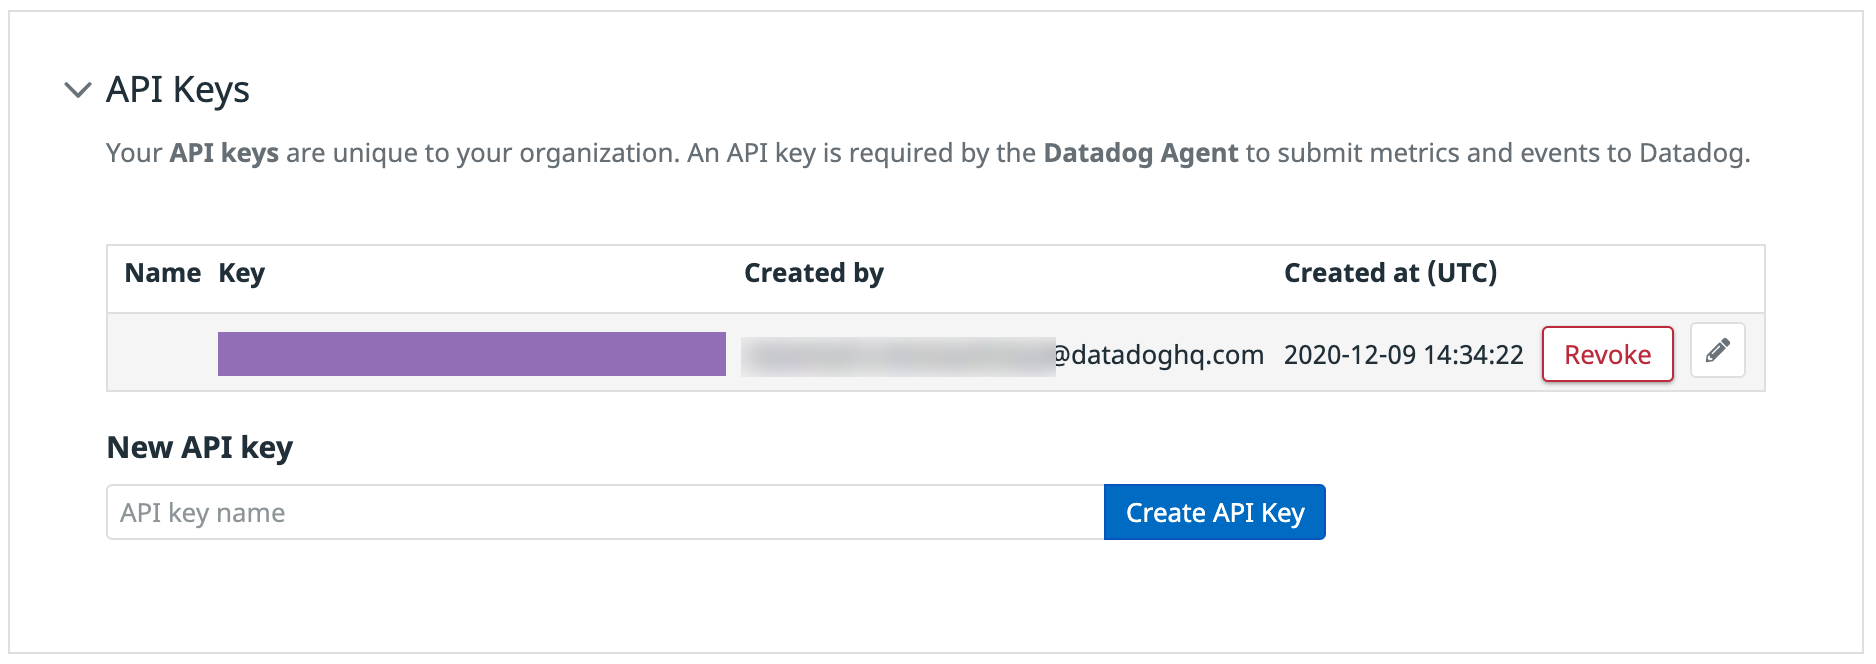 API Keys
Your API keys are unique to your organization. An API key is required by the Datadog Agent to submit metrics and events to Datadog.
Name Key Created by Created at (UTC)
@datadoghq.com 2020-12-09 14:34:22 Revoke
New API key
API key name Create API Key